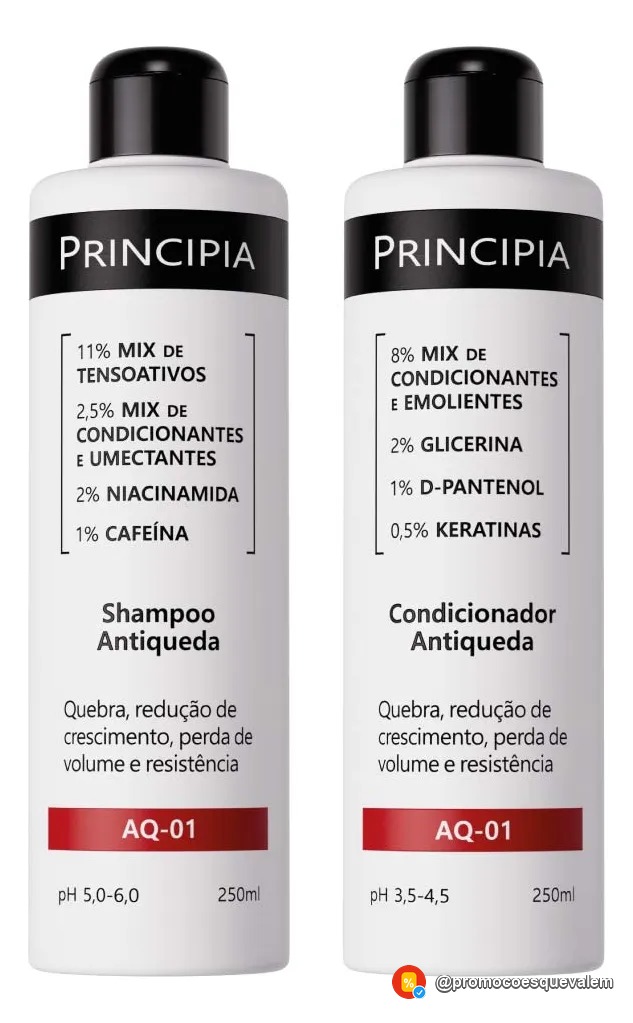 PRINCIPIA
11% MIX DE
TENSOATIVOS
2,5% MIX DE
CONDICIONANTES
E UMECTANTES
2% NIACINAMIDA
1% CAFEÍNA
Shampoo
Antiqueda
Quebra, redução de
crescimento, perda de
volume e resistência
AQ-01
pH 5,0-6,0 250ml
PRINCIPIA
8% MIX DE
CONDICIONANTES
E EMOLIENTES
2% GLICERINA
1% D-PANTENOL
0,5% KERATINAS
Condicionador
Antiqueda
Quebra, redução de
crescimento, perda de
volume e resistência
AQ-01
pH 3,5-4,5 250ml
% @promocoesquevalem